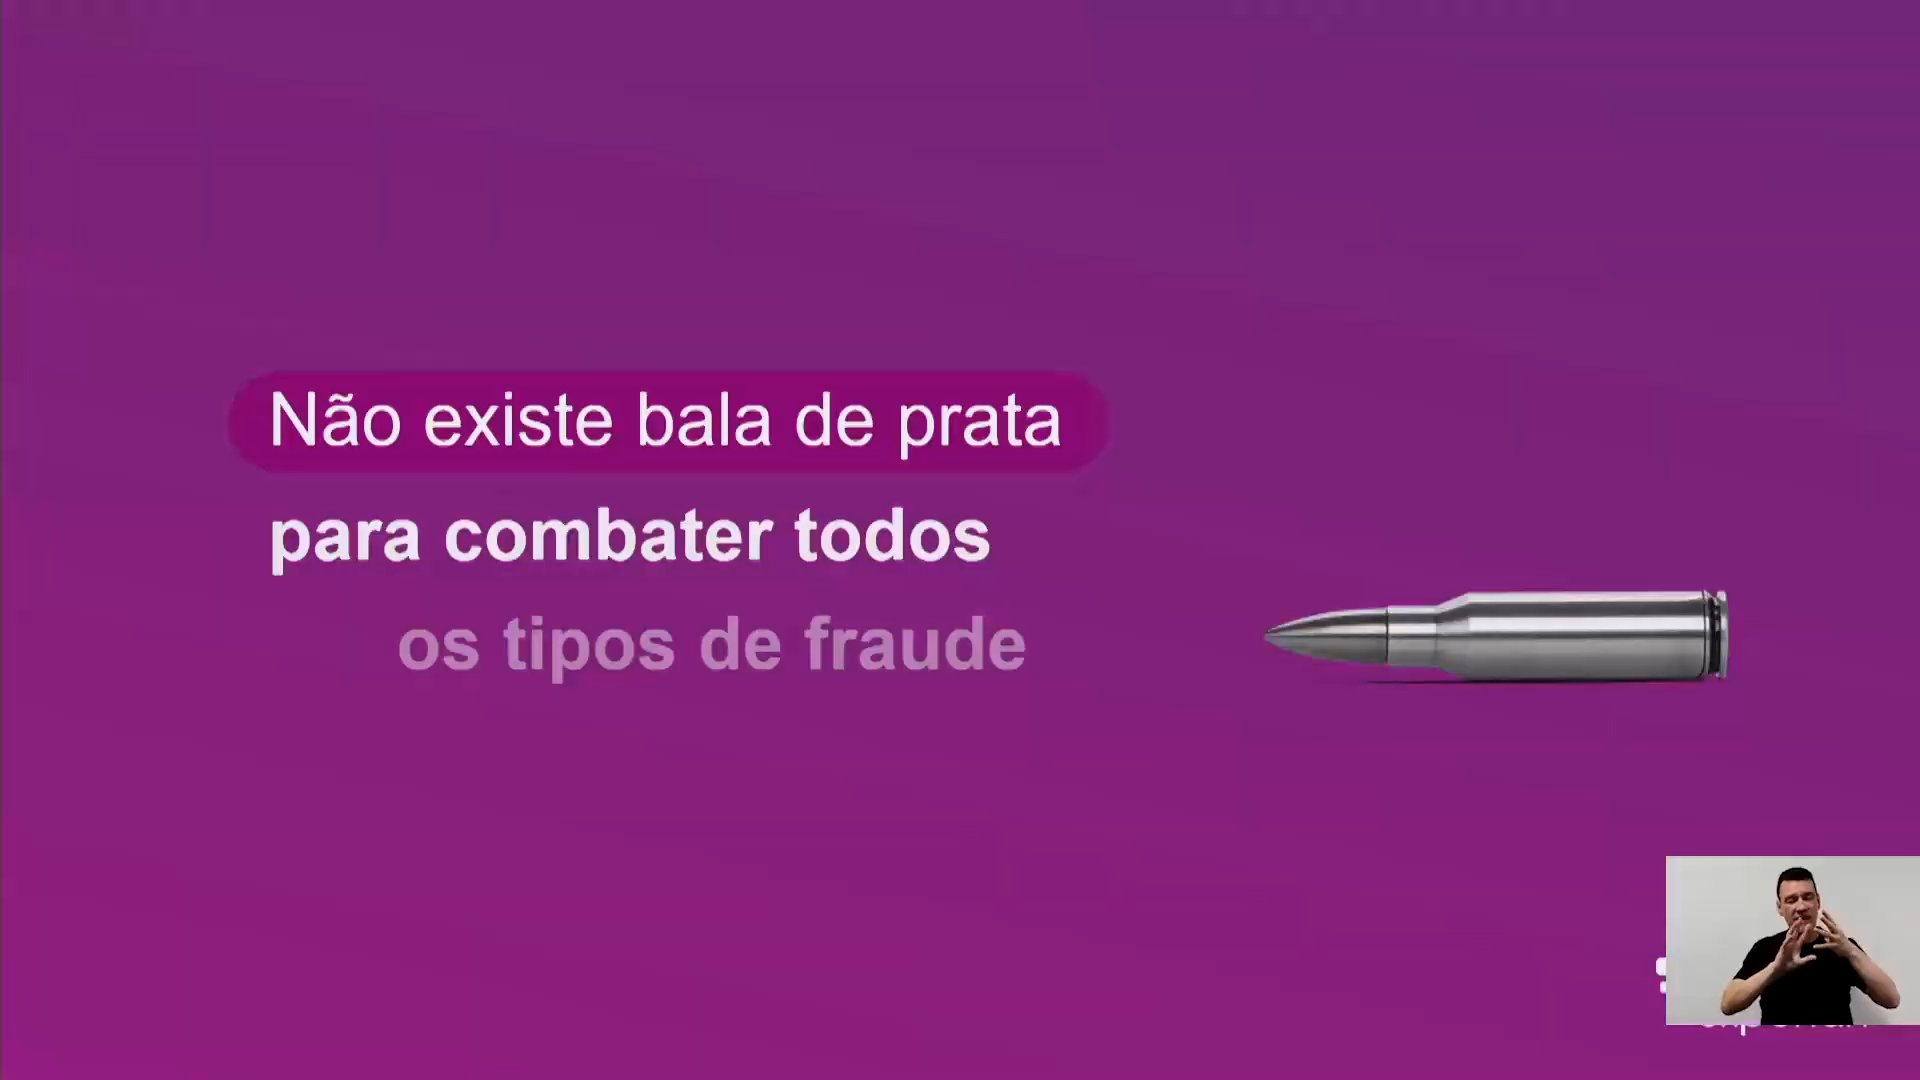 Não existe bala de prata
para combater todos
os tipos de fraude